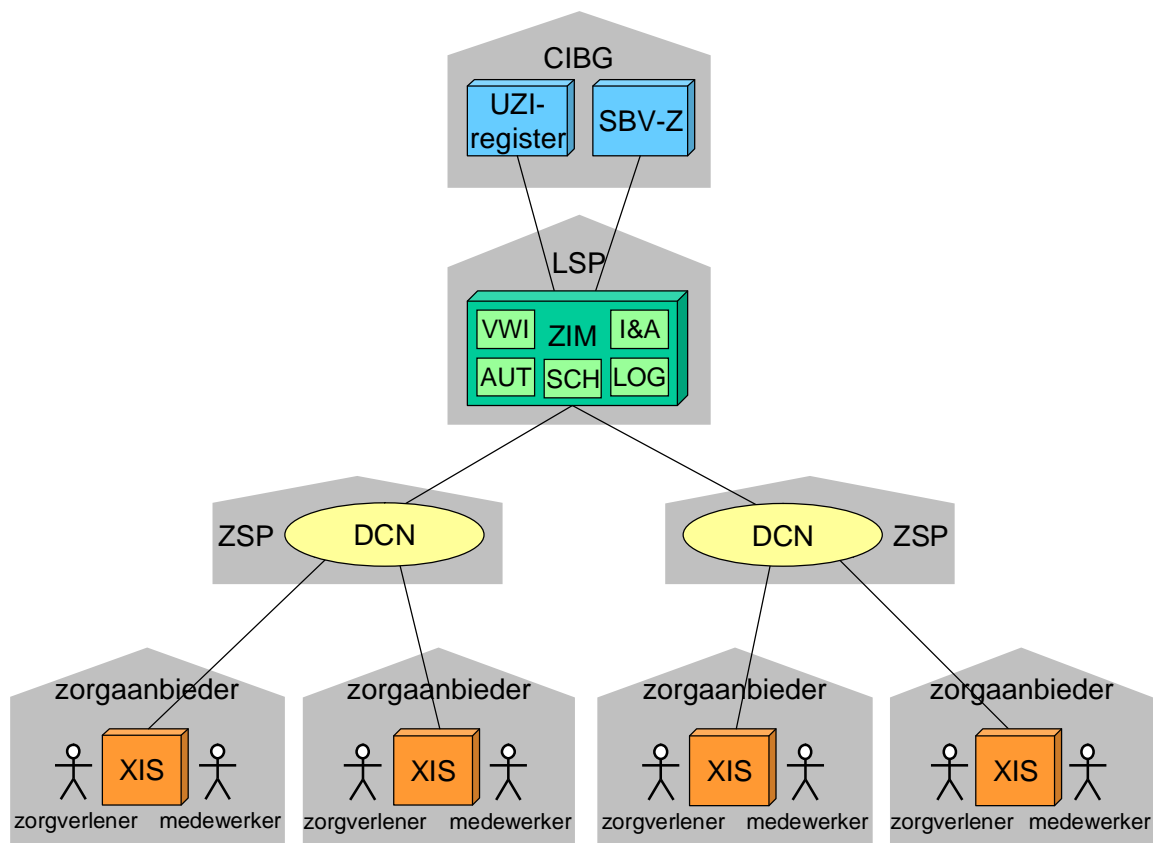 CIBG
UZI-
register
SBV-Z
LSP
VWI
ZIM
I&A
AUT
SCH
LOG
ZSP
DCN
DCN
ZSP
zorgaanbieder
zorgaanbieder
zorgaanbieder
zorgaanbieder
XIS
XIS
XIS
XIS
zorgverlener
medewerker
zorgverlener
medewerker
zorgverlener
medewerker
zorgverlener
medewerker